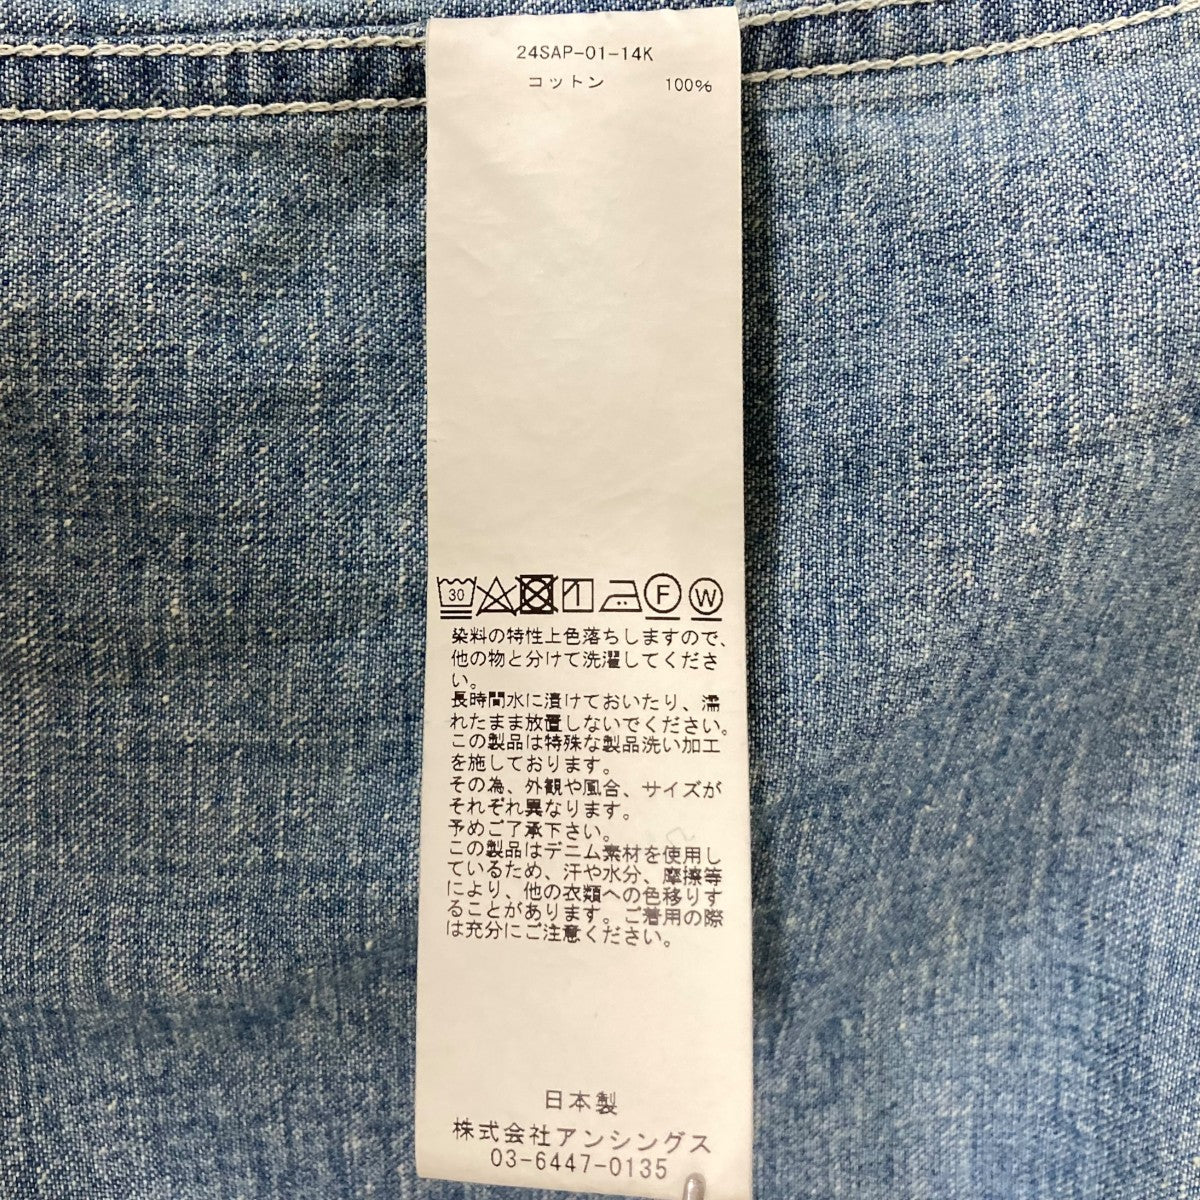 24SAP-01-14K
コットン 100%
30 F W
染料の特性上色落ちしますので、
他の物と分けて洗濯してくださ
い。
長時間水に漬けておいたり、濡
れたまま放置しないでください。
この製品は特殊な製品洗い加工
を施しております。
その為、外観や風合、サイズが
それぞれ異なります。
予めご了承下さい。
この製品はデニム素材を使用し
ているため、汗や水分、摩擦等
により、他の衣類への色移りす
ることがあります。ご着用の際
は充分にご注意ください。
日本製
株式会社アンシングス
03-6447-0135